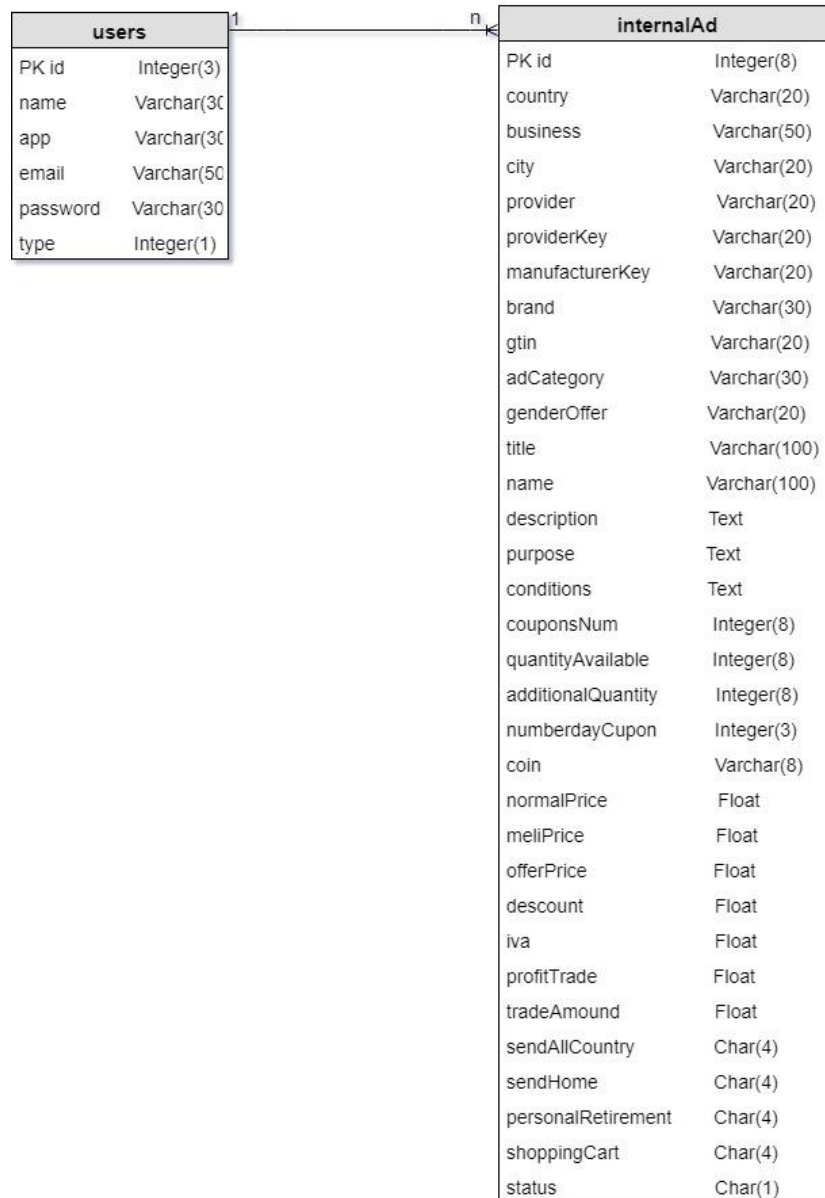 users
PK id Integer(3)
name Varchar(30
app Varchar(30
email Varchar(50
password Varchar(30
type Integer(1)
1 n
internalAd
PK id Integer(8)
country Varchar(20)
business Varchar(50)
city Varchar(20)
provider Varchar(20)
providerKey Varchar(20)
manufacturerKey Varchar(20)
brand Varchar(30)
gtin Varchar(20)
adCategory Varchar(30)
genderOffer Varchar(20)
title Varchar(100)
name Varchar(100)
description Text
purpose Text
conditions Text
couponsNum Integer(8)
quantityAvailable Integer(8)
additionalQuantity Integer(8)
numberdayCupon Integer(3)
coin Varchar(8)
normalPrice Float
meliPrice Float
offerPrice Float
descount Float
iva Float
profitTrade Float
tradeAmound Float
sendAllCountry Char(4)
sendHome Char(4)
personalRetirement Char(4)
shoppingCart Char(4)
status Char(1)